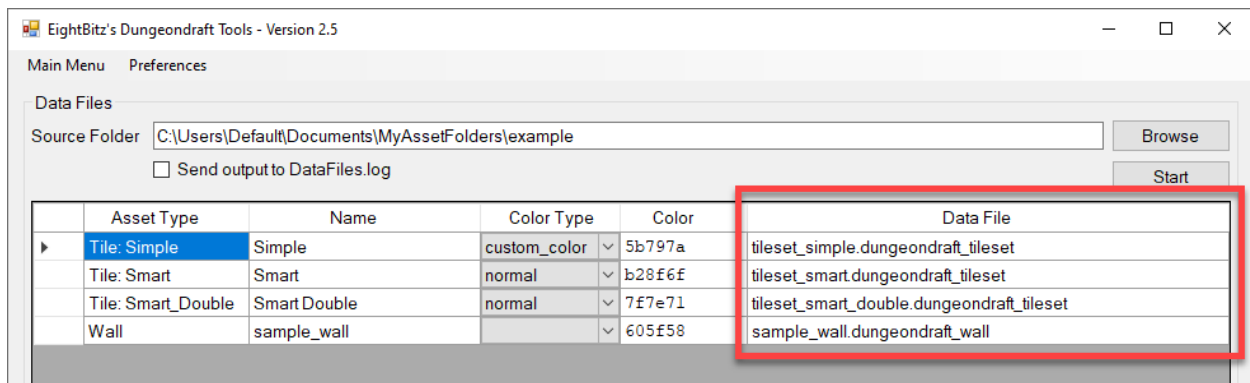 EightBitz's Dungeondraft Tools - Version 2.5
Main Menu Preferences
Data Files
Source Folder C:\Users\Default\Documents\MyAssetFolders\example Browse
Send output to DataFiles.log
Start
Asset Type Name Color Type Color Data File
Tile: Simple Simple custom_color 5b797a tileset_simple.dungeondraft_tileset
Tile: Smart Smart normal b28f6f tileset_smart.dungeondraft_tileset
Tile: Smart_Double Smart Double normal 7f7e71 tileset_smart_double.dungeondraft_tileset
Wall sample_wall 605f58 sample_wall.dungeondraft_wall